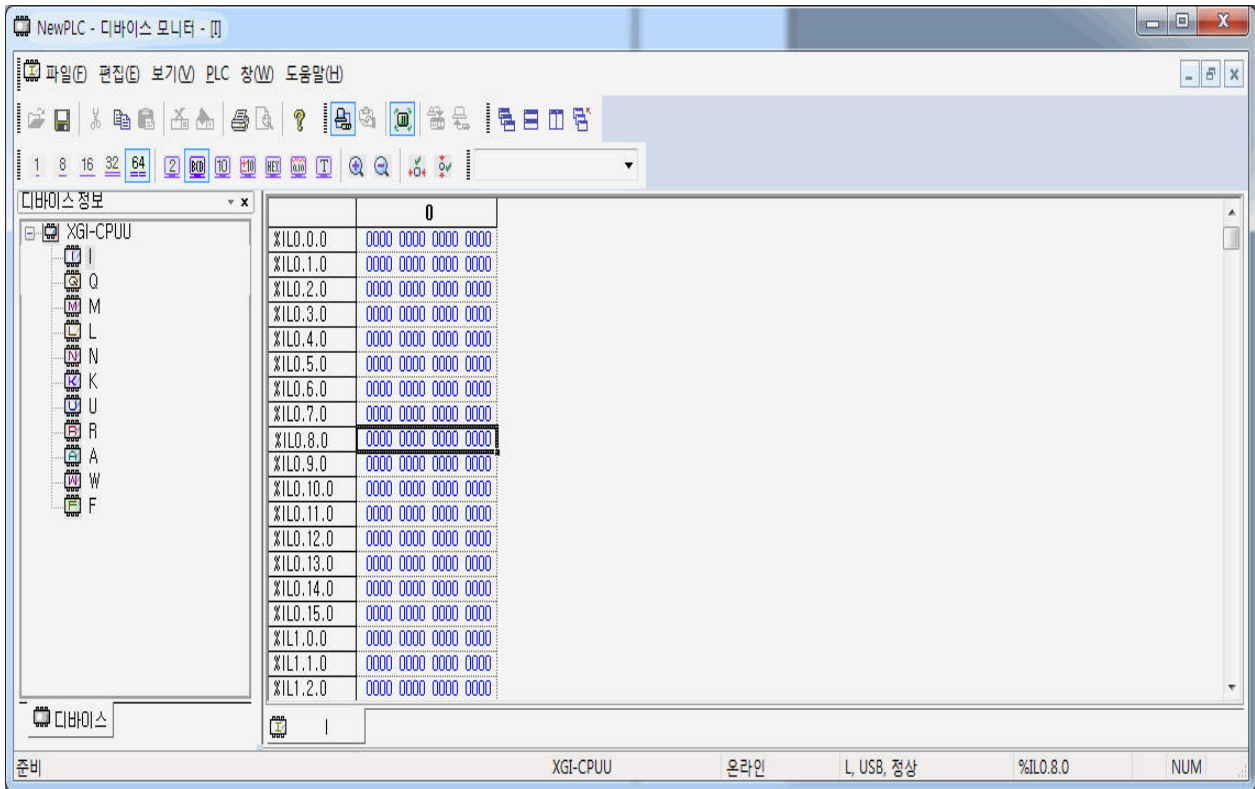 NewPLC - 디바이스 모니터 - [I]
파일(F) 편집(E) 보기(V) PLC 창(W) 도움말(H)
1 8 16 32 64 2 BCD 10 ±10 HEX 0.10 T
디바이스 정보
XGI-CPUU
I
Q
M
L
N
K
U
R
A
W
F
디바이스
0
%IL0.0.0 0000 0000 0000 0000
%IL0.1.0 0000 0000 0000 0000
%IL0.2.0 0000 0000 0000 0000
%IL0.3.0 0000 0000 0000 0000
%IL0.4.0 0000 0000 0000 0000
%IL0.5.0 0000 0000 0000 0000
%IL0.6.0 0000 0000 0000 0000
%IL0.7.0 0000 0000 0000 0000
%IL0.8.0 0000 0000 0000 0000
%IL0.9.0 0000 0000 0000 0000
%IL0.10.0 0000 0000 0000 0000
%IL0.11.0 0000 0000 0000 0000
%IL0.12.0 0000 0000 0000 0000
%IL0.13.0 0000 0000 0000 0000
%IL0.14.0 0000 0000 0000 0000
%IL0.15.0 0000 0000 0000 0000
%IL1.0.0 0000 0000 0000 0000
%IL1.1.0 0000 0000 0000 0000
%IL1.2.0 0000 0000 0000 0000
I
준비 XGI-CPUU 온라인 L, USB, 정상 %IL0.8.0 NUM